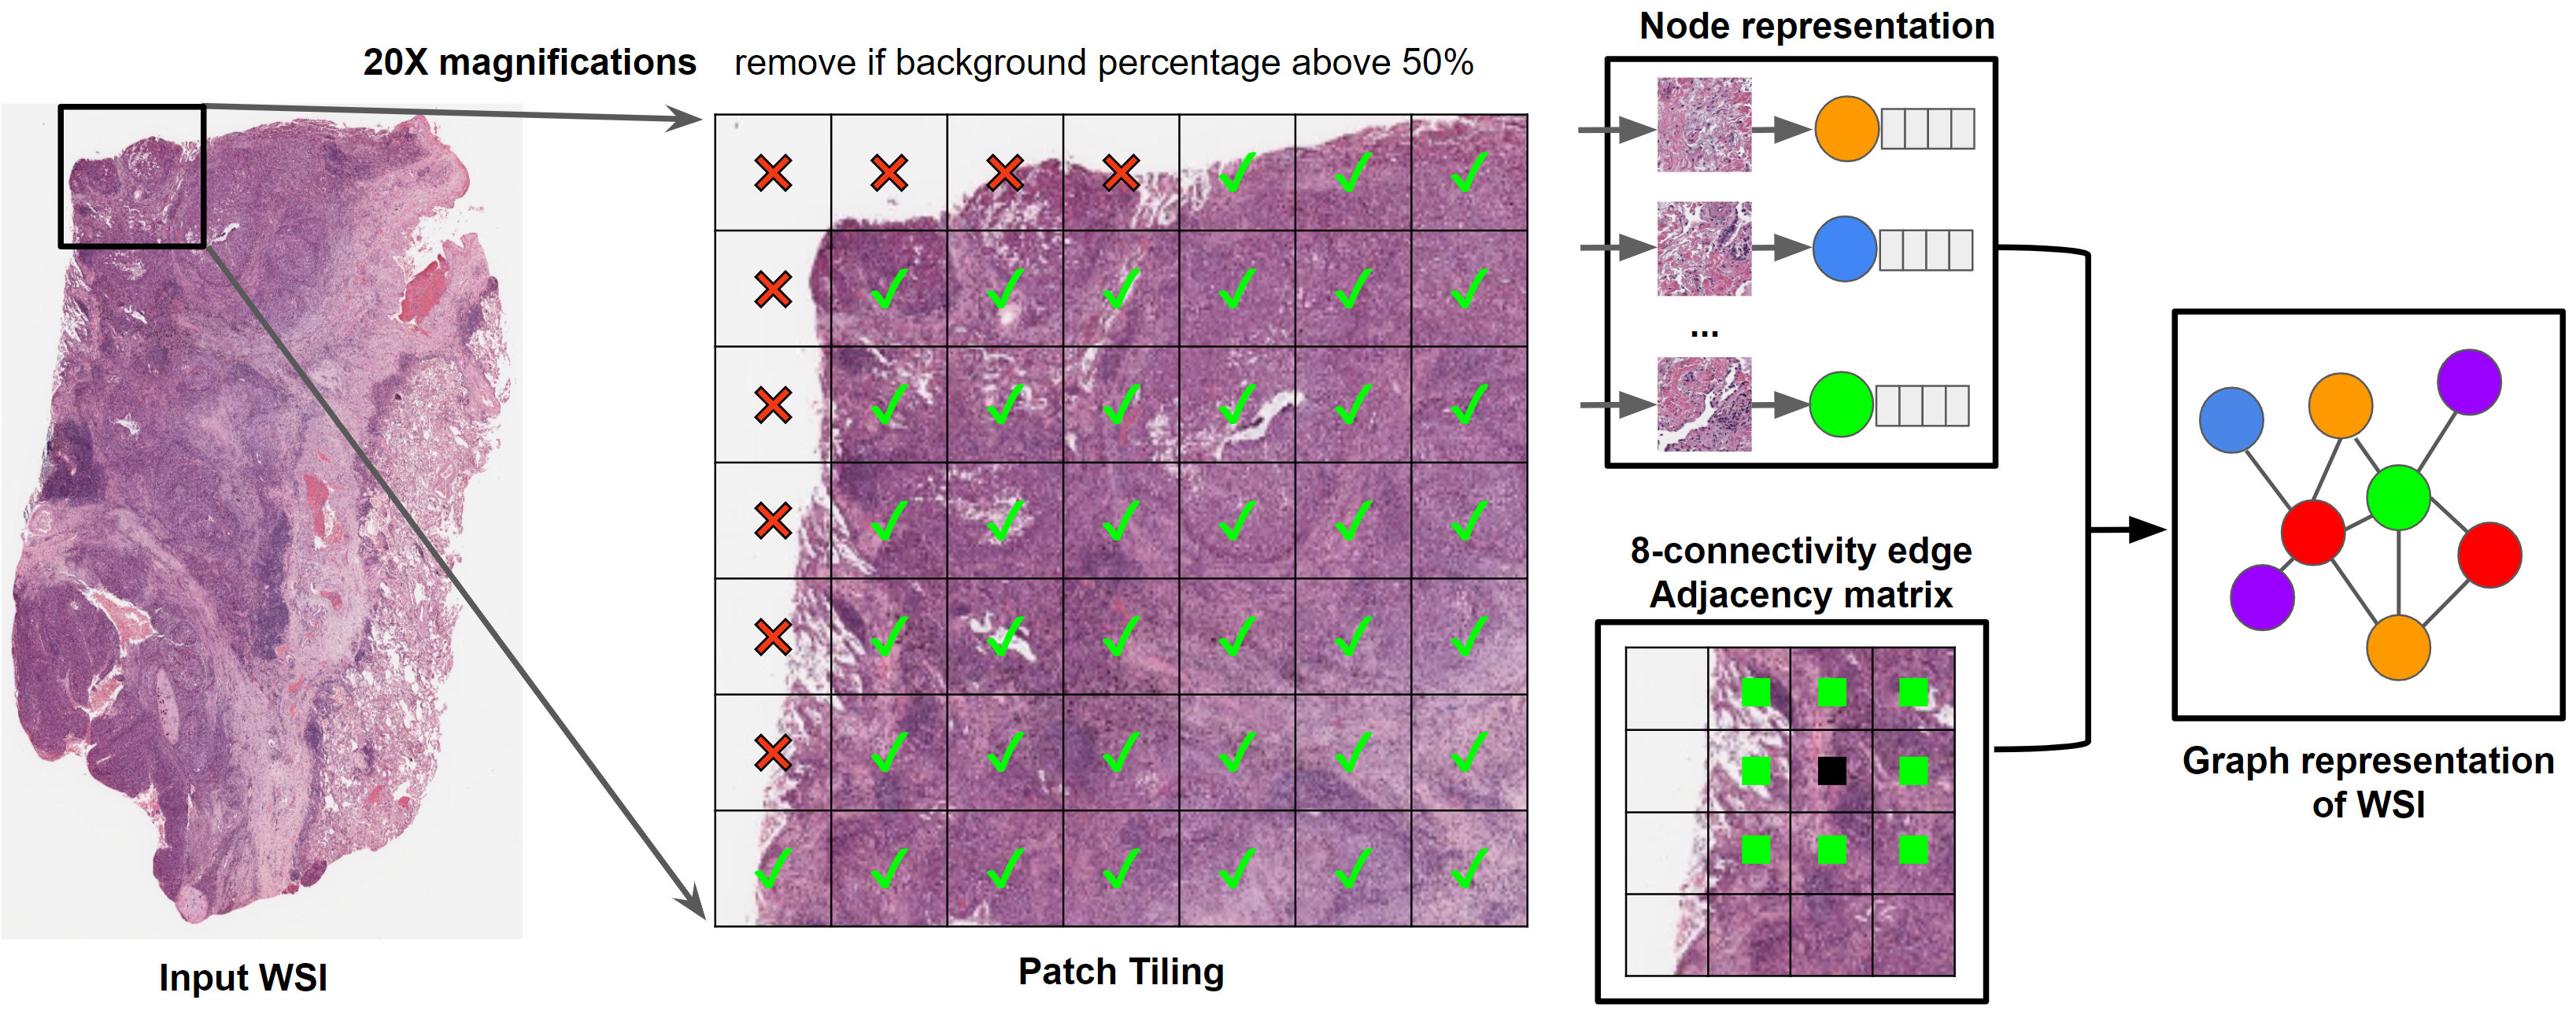 20X magnifications
remove if background percentage above 50%
Input WSI
Patch Tiling
Node representation
...
8-connectivity edge
Adjacency matrix
Graph representation
of WSI